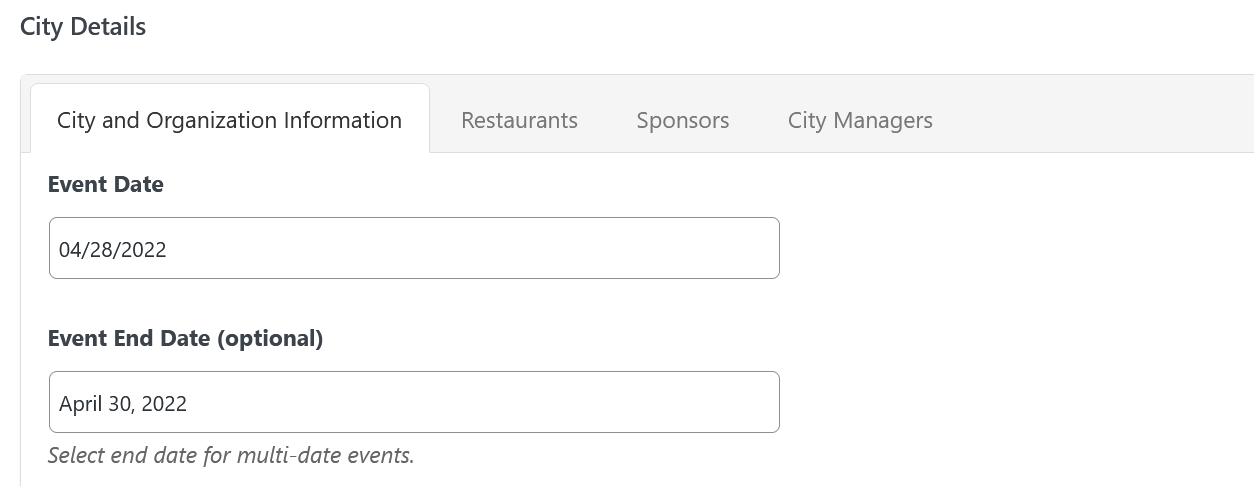 City Details
City and Organization Information Restaurants Sponsors City Managers
Event Date
04/28/2022
Event End Date (optional)
April 30, 2022
Select end date for multi-date events.